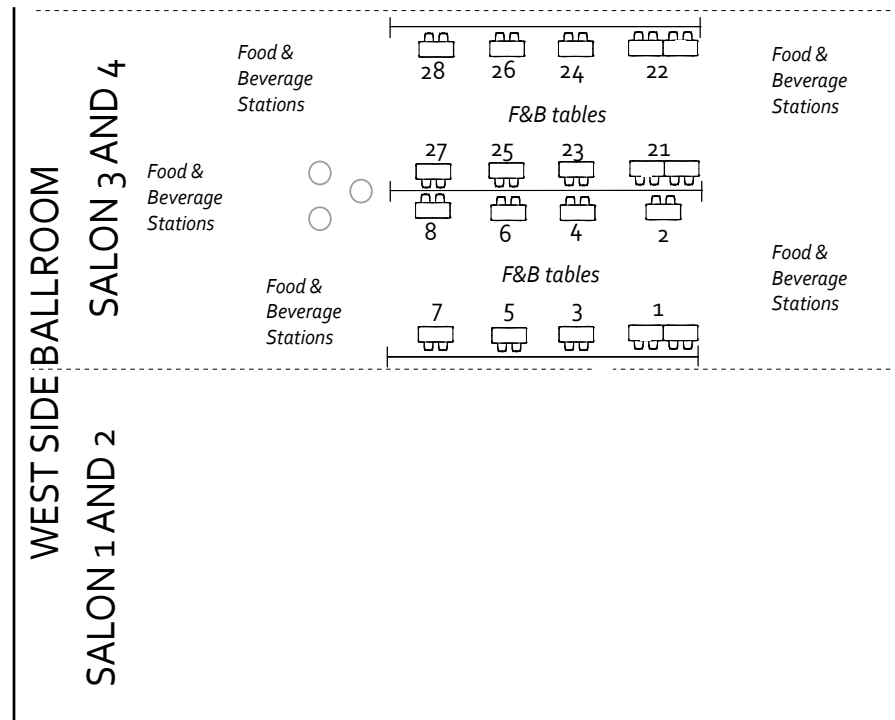 WEST SIDE BALLROOM
SALON 3 AND 4
SALON 1 AND 2
Food &
Beverage
Stations
28 26 24 22
Food &
Beverage
Stations
F&B tables
27 25 23 21
Food &
Beverage
Stations
8 6 4 2
Food &
Beverage
Stations
F&B tables
Food &
Beverage
Stations
7 5 3 1